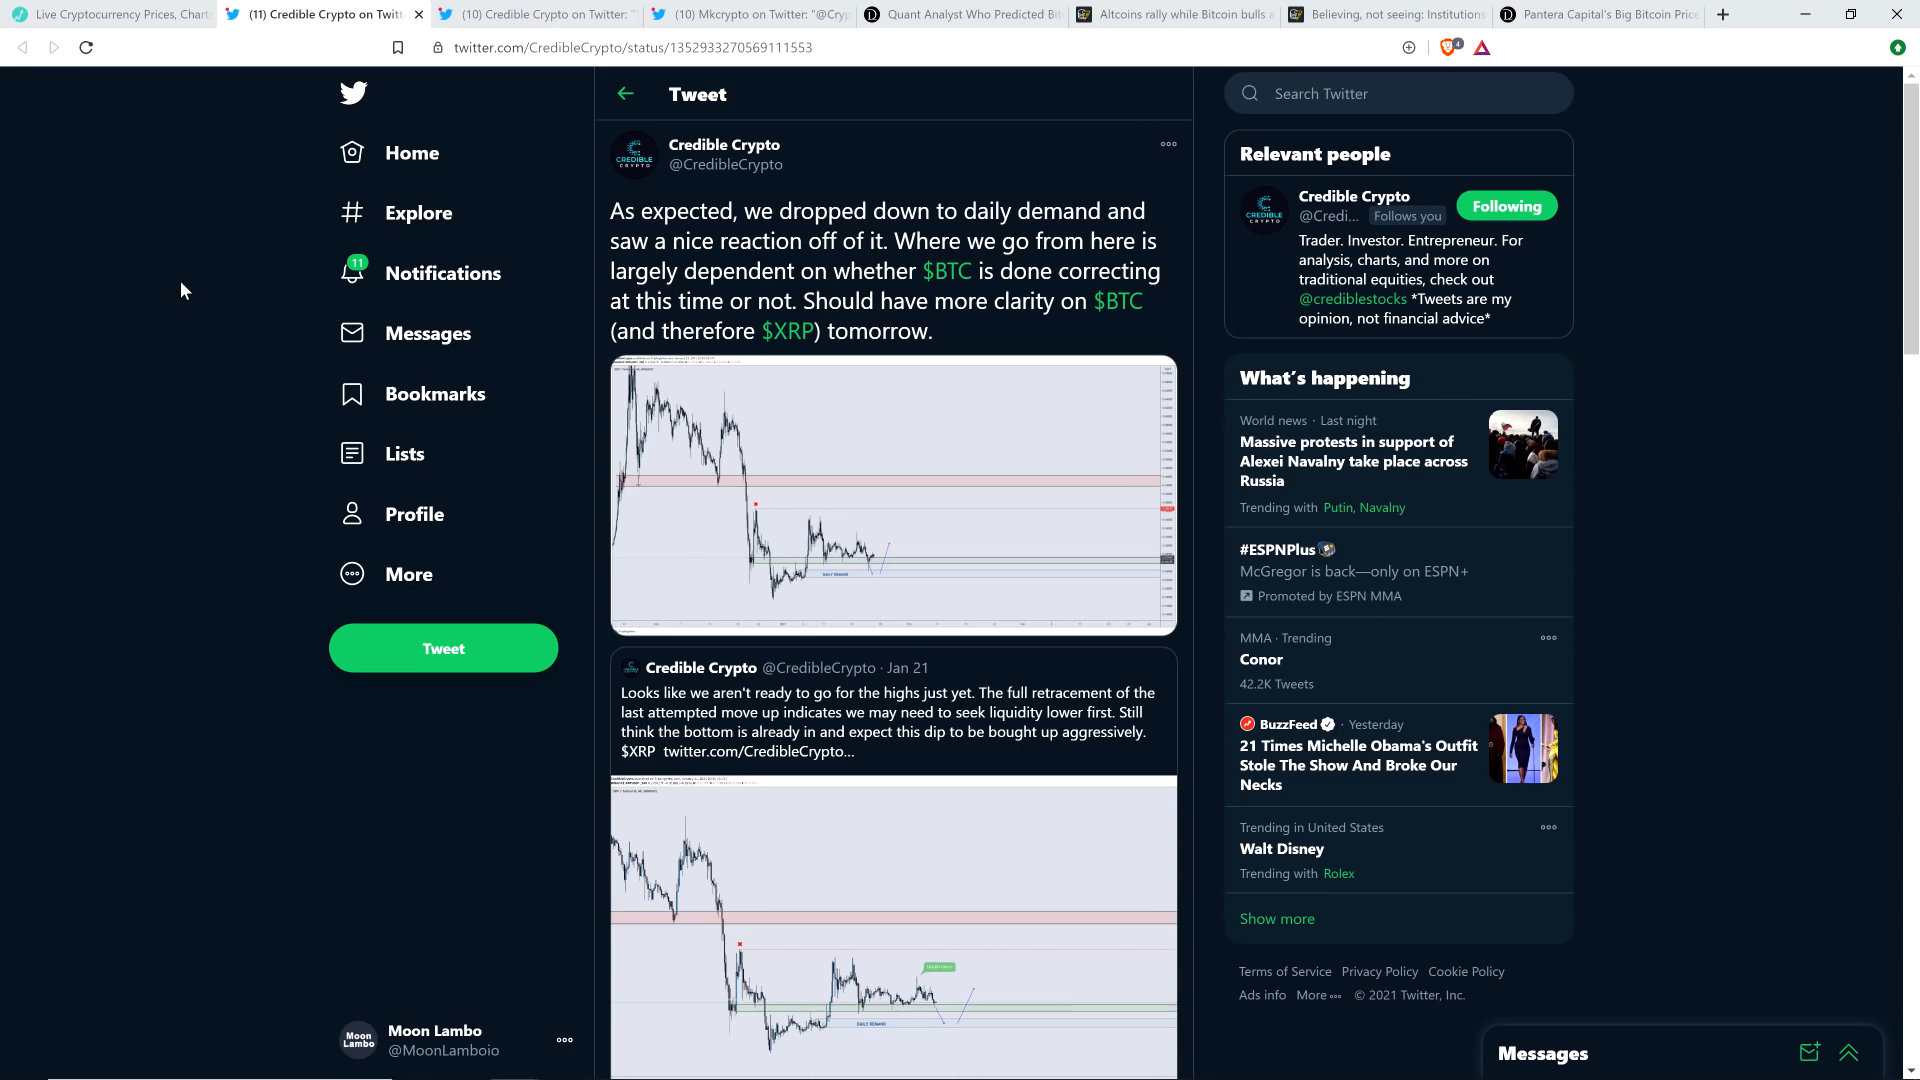 Live Cryptocurrency Prices, Chart
(11) Credible Crypto on Twitt
(10) Credible Crypto on Twitter: "
(10) Mkcrypto on Twitter: "@Cryp
Quant Analyst Who Predicted Bi
Altcoins rally while Bitcoin bulls a
Believing, not seeing: Institutions
Pantera Capital's Big Bitcoin Price
twitter.com/CredibleCrypto/status/1352933270569111553
4
Home
Explore
11
Notifications
Messages
Bookmarks
Lists
Profile
More
Tweet
Moon Lambo
Moon Lambo
@MoonLamboio
Tweet
CREDIBLE CRYPTO
Credible Crypto
@CredibleCrypto
As expected, we dropped down to daily demand and
saw a nice reaction off of it. Where we go from here is
largely dependent on whether $BTC is done correcting
at this time or not. Should have more clarity on $BTC
(and therefore $XRP) tomorrow.
DAILY DEMAND
Credible Crypto @CredibleCrypto · Jan 21
Looks like we aren't ready to go for the highs just yet. The full retracement of the
last attempted move up indicates we may need to seek liquidity lower first. Still
think the bottom is already in and expect this dip to be bought up aggressively.
$XRP twitter.com/CredibleCrypto...
DAILY DEMAND
Search Twitter
Relevant people
CREDIBLE CRYPTO
Credible Crypto
@Credi... Follows you
Following
Trader. Investor. Entrepreneur. For
analysis, charts, and more on
traditional equities, check out
@crediblestocks *Tweets are my
opinion, not financial advice*
What's happening
World news · Last night
Massive protests in support of
Alexei Navalny take place across
Russia
Trending with Putin, Navalny
#ESPNPlus
McGregor is back—only on ESPN+
Promoted by ESPN MMA
MMA · Trending
Conor
42.2K Tweets
BuzzFeed · Yesterday
21 Times Michelle Obama's Outfit
Stole The Show And Broke Our
Necks
Trending in United States
Walt Disney
Trending with Rolex
Show more
Terms of Service Privacy Policy Cookie Policy
Ads info More © 2021 Twitter, Inc.
Messages